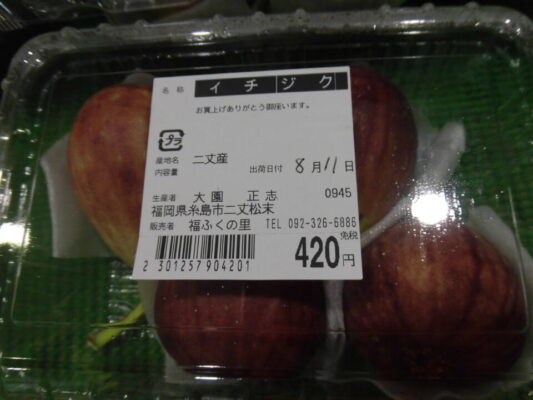 名称 イチジク
お買上げありがとう御座います。
プラ
産地名 二丈産
内容量 出荷日付 8月11日
生産者 大園 正志 0945
福岡県糸島市二丈松末
販売者 福ふくの里 TEL 092-326-6886
免税
420円
2 301257 904201